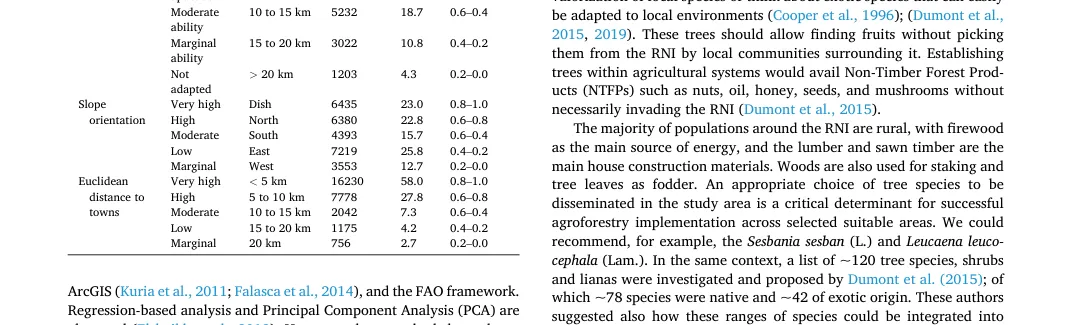 Moderate 10 to 15 km 5232 18.7 0.6–0.4
ability
Marginal 15 to 20 km 3022 10.8 0.4–0.2
ability
Not > 20 km 1203 4.3 0.2–0.0
adapted
Slope Very high Dish 6435 23.0 0.8–1.0
orientation High North 6380 22.8 0.6–0.8
Moderate South 4393 15.7 0.6–0.4
Low East 7219 25.8 0.4–0.2
Marginal West 3553 12.7 0.2–0.0
Euclidean Very high < 5 km 16230 58.0 0.8–1.0
distance to High 5 to 10 km 7778 27.8 0.6–0.8
towns Moderate 10 to 15 km 2042 7.3 0.6–0.4
Low 15 to 20 km 1175 4.2 0.4–0.2
Marginal 20 km 756 2.7 0.2–0.0
ArcGIS (Kuria et al., 2011; Falasca et al., 2014), and the FAO framework.
Regression-based analysis and Principal Component Analysis (PCA) are
be adapted to local environments (Cooper et al., 1996); (Dumont et al.,
2015, 2019). These trees should allow finding fruits without picking
them from the RNI by local communities surrounding it. Establishing
trees within agricultural systems would avail Non-Timber Forest Prod-
ucts (NTFPs) such as nuts, oil, honey, seeds, and mushrooms without
necessarily invading the RNI (Dumont et al., 2015).
The majority of populations around the RNI are rural, with firewood
as the main source of energy, and the lumber and sawn timber are the
main house construction materials. Woods are also used for staking and
tree leaves as fodder. An appropriate choice of tree species to be
disseminated in the study area is a critical determinant for successful
agroforestry implementation across selected suitable areas. We could
recommend, for example, the Sesbania sesban (L.) and Leucaena leuco-
cephala (Lam.). In the same context, a list of ~120 tree species, shrubs
and lianas were investigated and proposed by Dumont et al. (2015); of
which ~78 species were native and ~42 of exotic origin. These authors
suggested also how these ranges of species could be integrated into